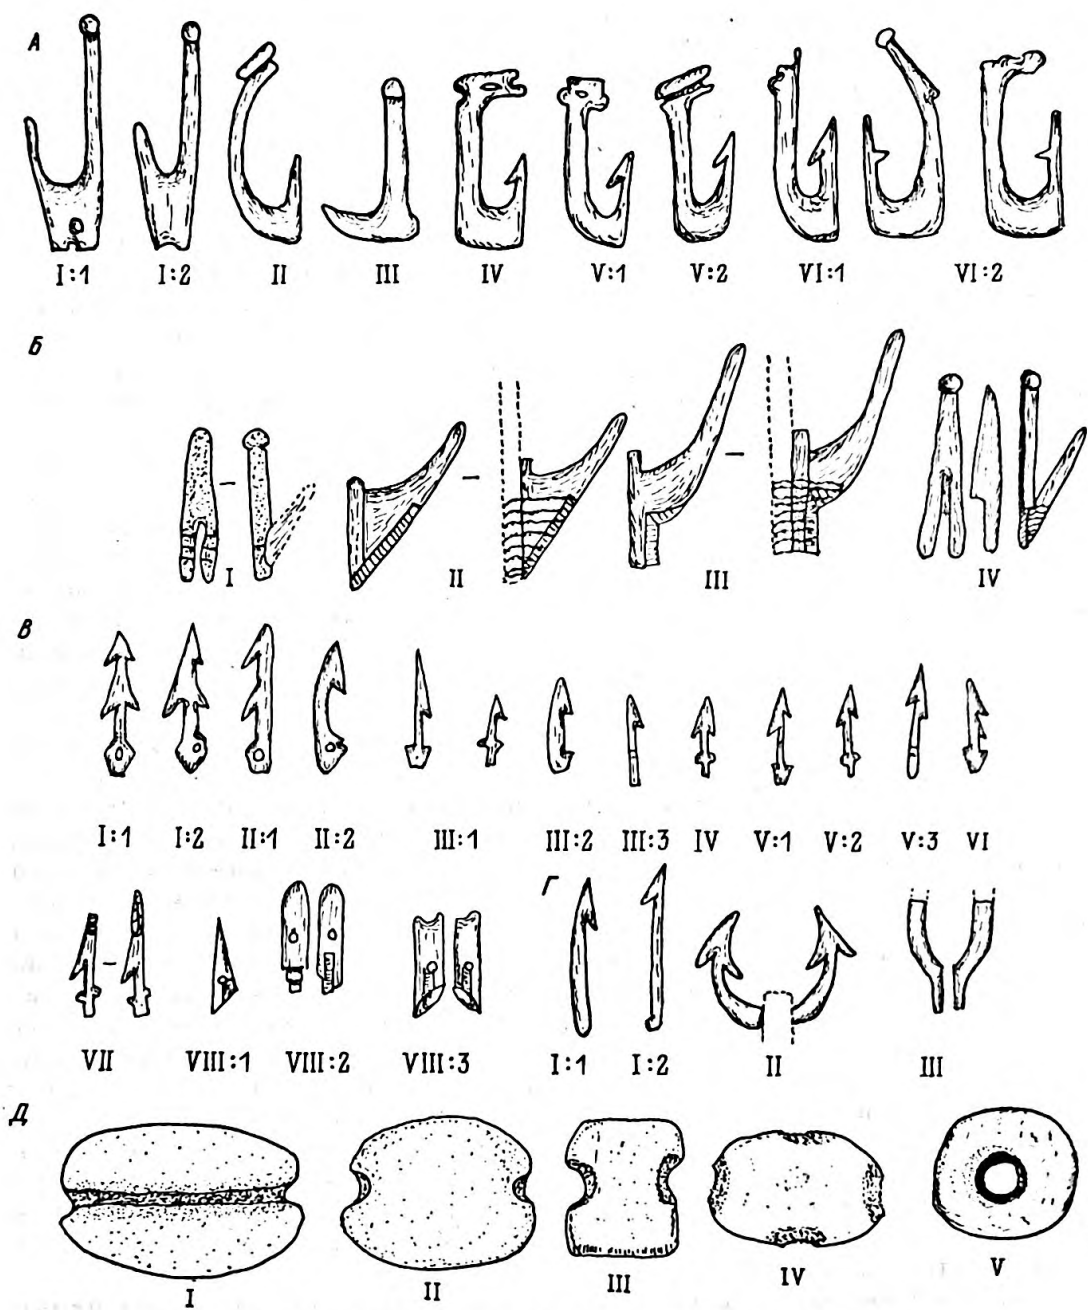 А
I:1 I:2 II III IV V:1 V:2 VI:1 VI:2
Б
I II III IV
В
I:1 I:2 II:1 II:2 III:1 III:2 III:3 IV V:1 V:2 V:3 VI
Г
VII VIII:1 VIII:2 VIII:3 I:1 I:2 II III
Д
I II III IV V